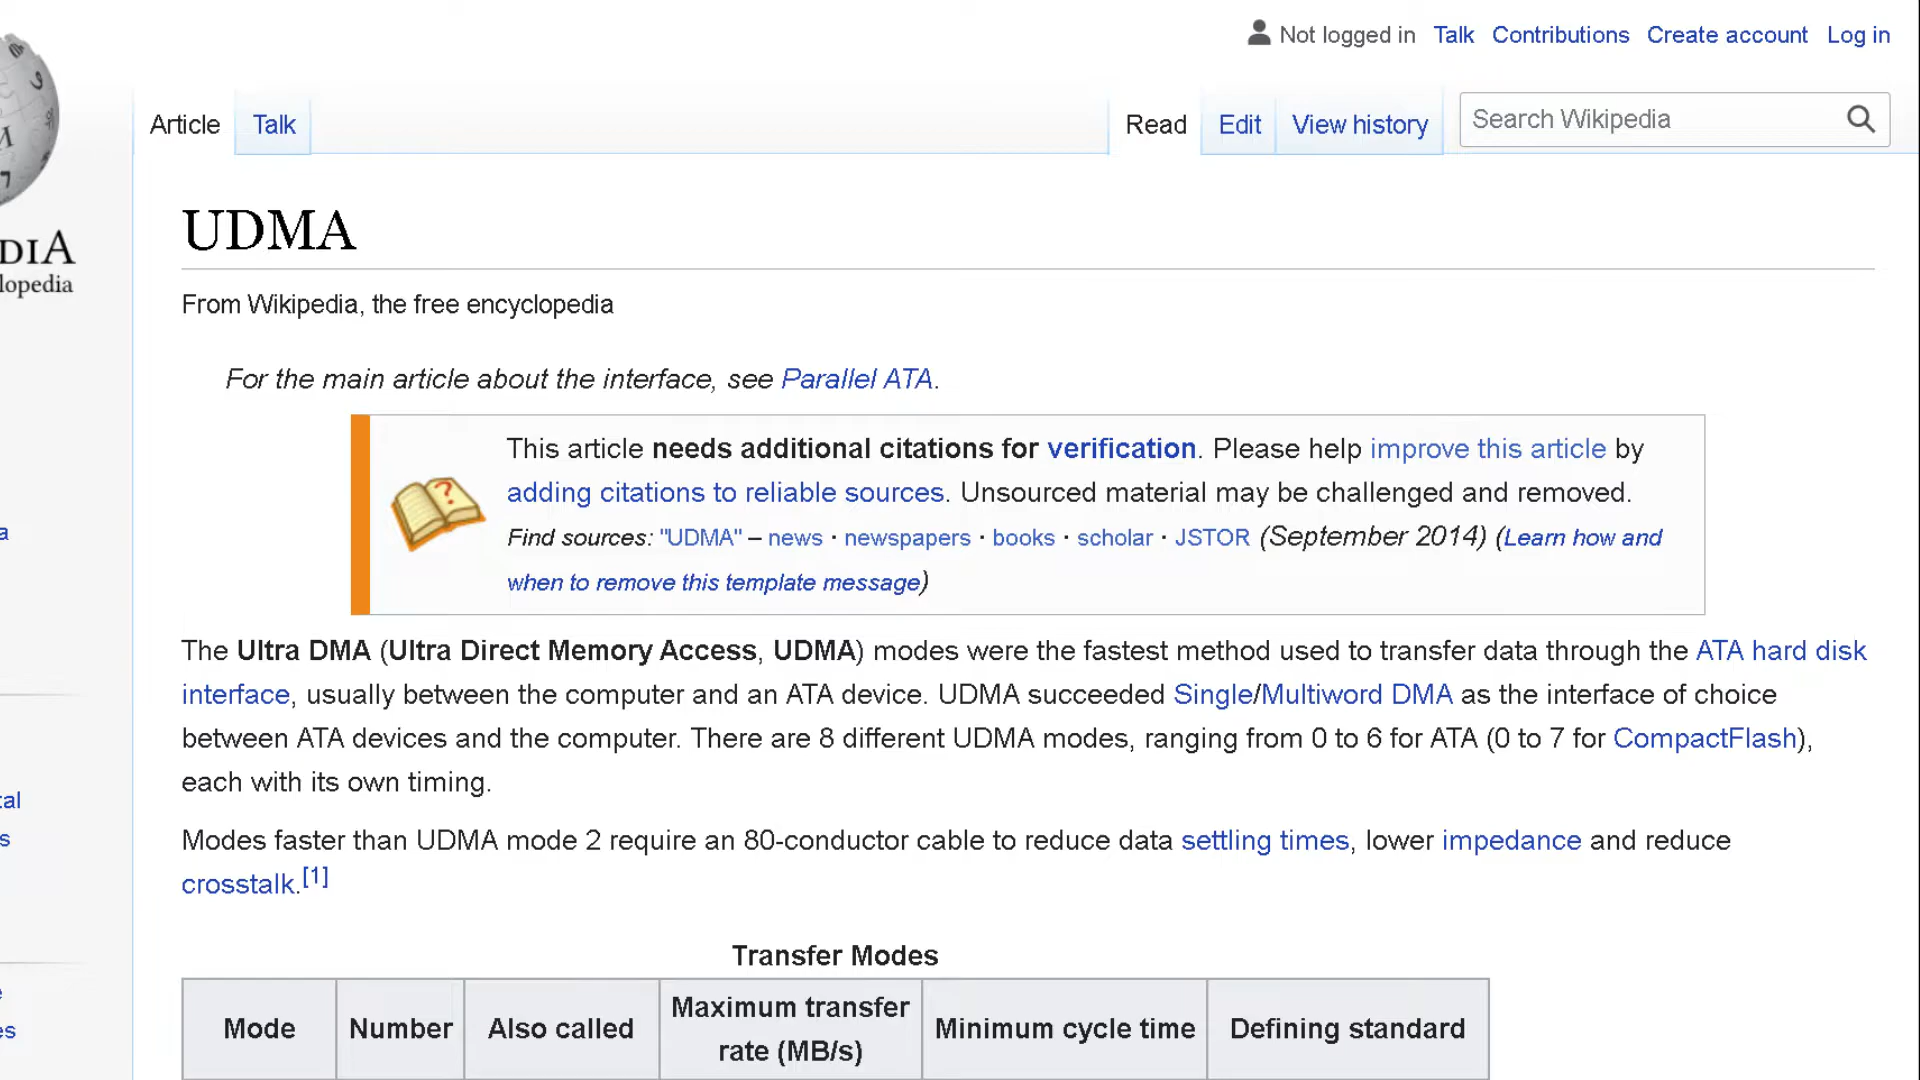 Not logged in Talk Contributions Create account Log in
Article Talk Read Edit View history Search Wikipedia
DIA
lopedia
UDMA
From Wikipedia, the free encyclopedia
For the main article about the interface, see Parallel ATA.
This article needs additional citations for verification. Please help improve this article by
adding citations to reliable sources. Unsourced material may be challenged and removed.
Find sources: "UDMA" – news · newspapers · books · scholar · JSTOR (September 2014) (Learn how and
when to remove this template message)
The Ultra DMA (Ultra Direct Memory Access, UDMA) modes were the fastest method used to transfer data through the ATA hard disk
interface, usually between the computer and an ATA device. UDMA succeeded Single/Multiword DMA as the interface of choice
between ATA devices and the computer. There are 8 different UDMA modes, ranging from 0 to 6 for ATA (0 to 7 for CompactFlash),
each with its own timing.
Modes faster than UDMA mode 2 require an 80-conductor cable to reduce data settling times, lower impedance and reduce
crosstalk.[1]
Transfer Modes
Mode Number Also called Maximum transfer rate (MB/s) Minimum cycle time Defining standard